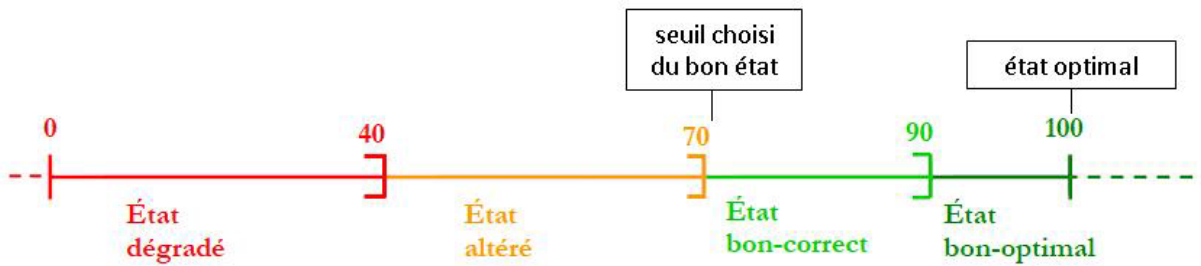 seuil choisi
du bon état
état optimal
0
40
70
90
100
État
dégradé
État
altéré
État
bon-correct
État
bon-optimal